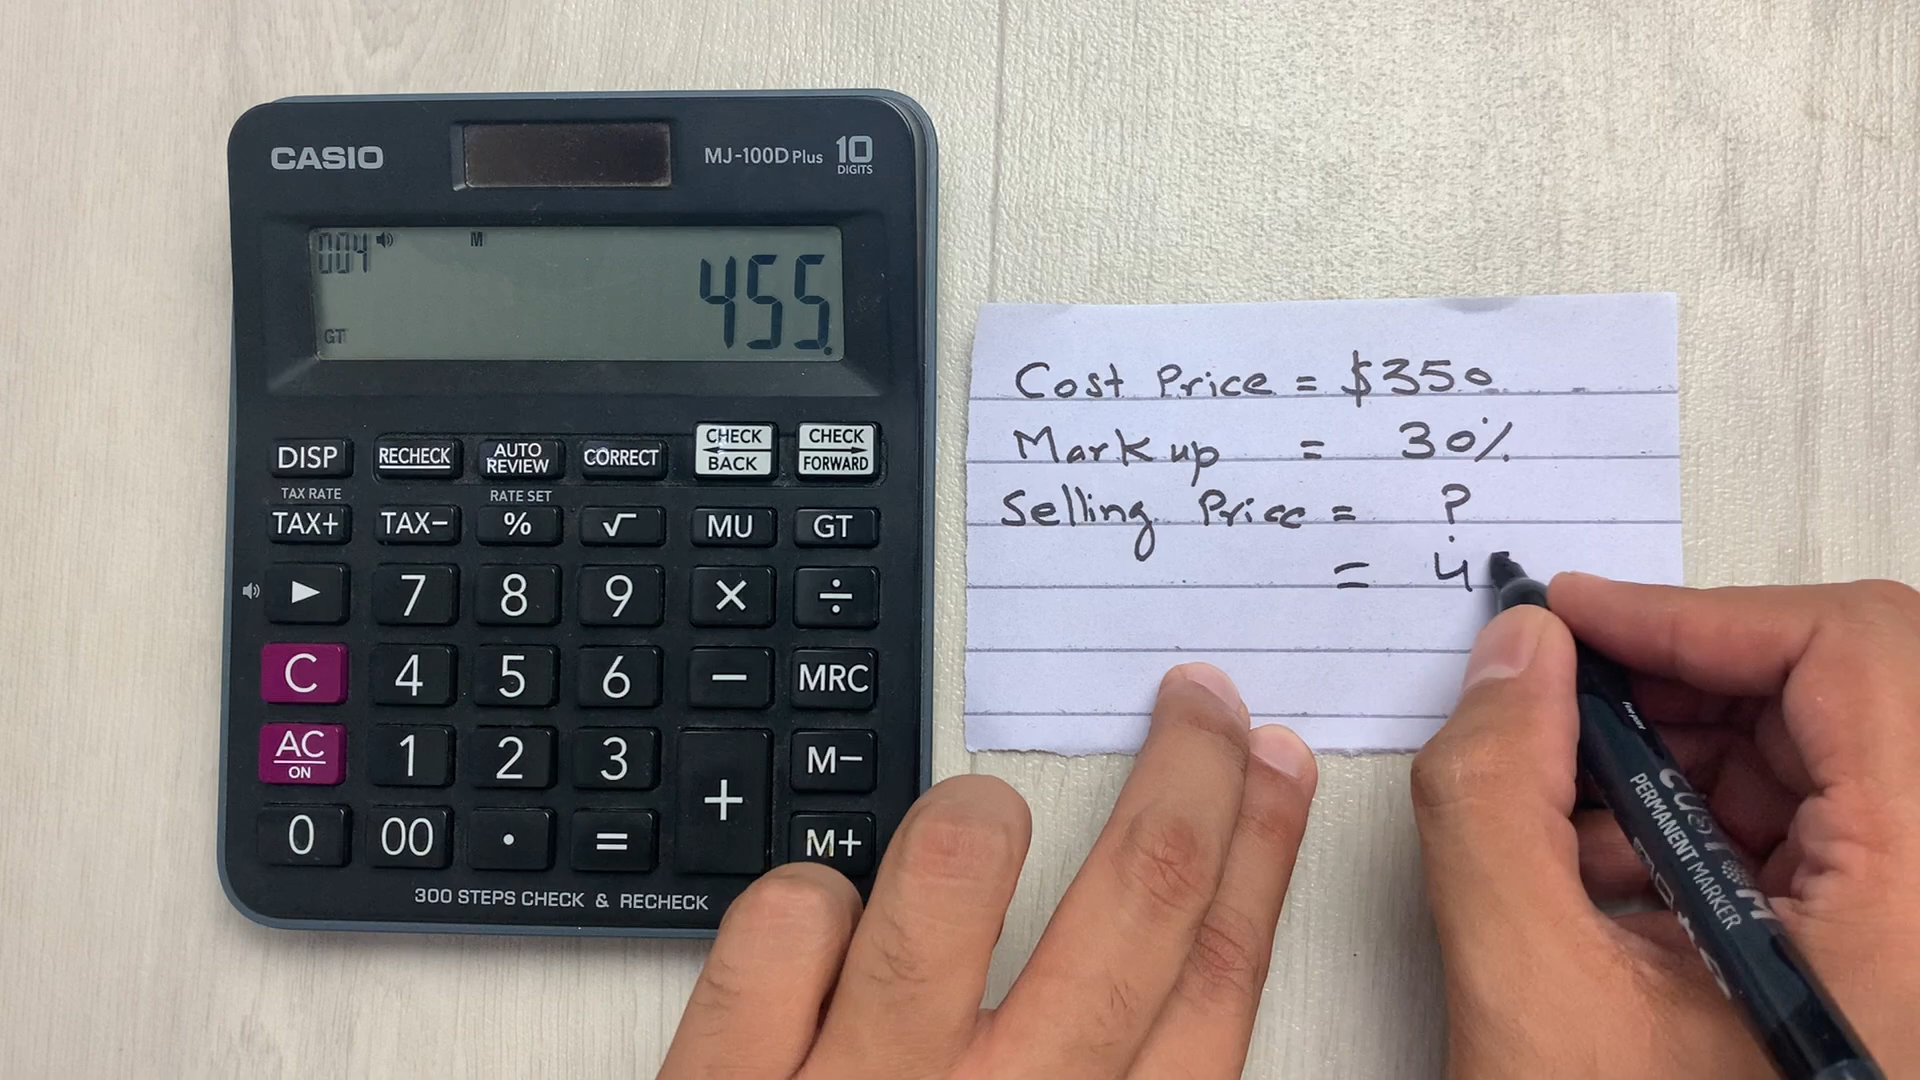 CASIO
MJ-100D Plus 10 DIGITS
004 M
455.
GT
DISP RECHECK AUTO REVIEW CORRECT CHECK BACK CHECK FORWARD
TAX RATE RATE SET
TAX+ TAX− % √ MU GT
▶ 7 8 9 × ÷
C 4 5 6 − MRC
AC ON 1 2 3 + M−
0 00 · = M+
300 STEPS CHECK & RECHECK
Cost Price = $350
Markup = 30%
Selling Price = ?
= 4
PERMANENT MARKER